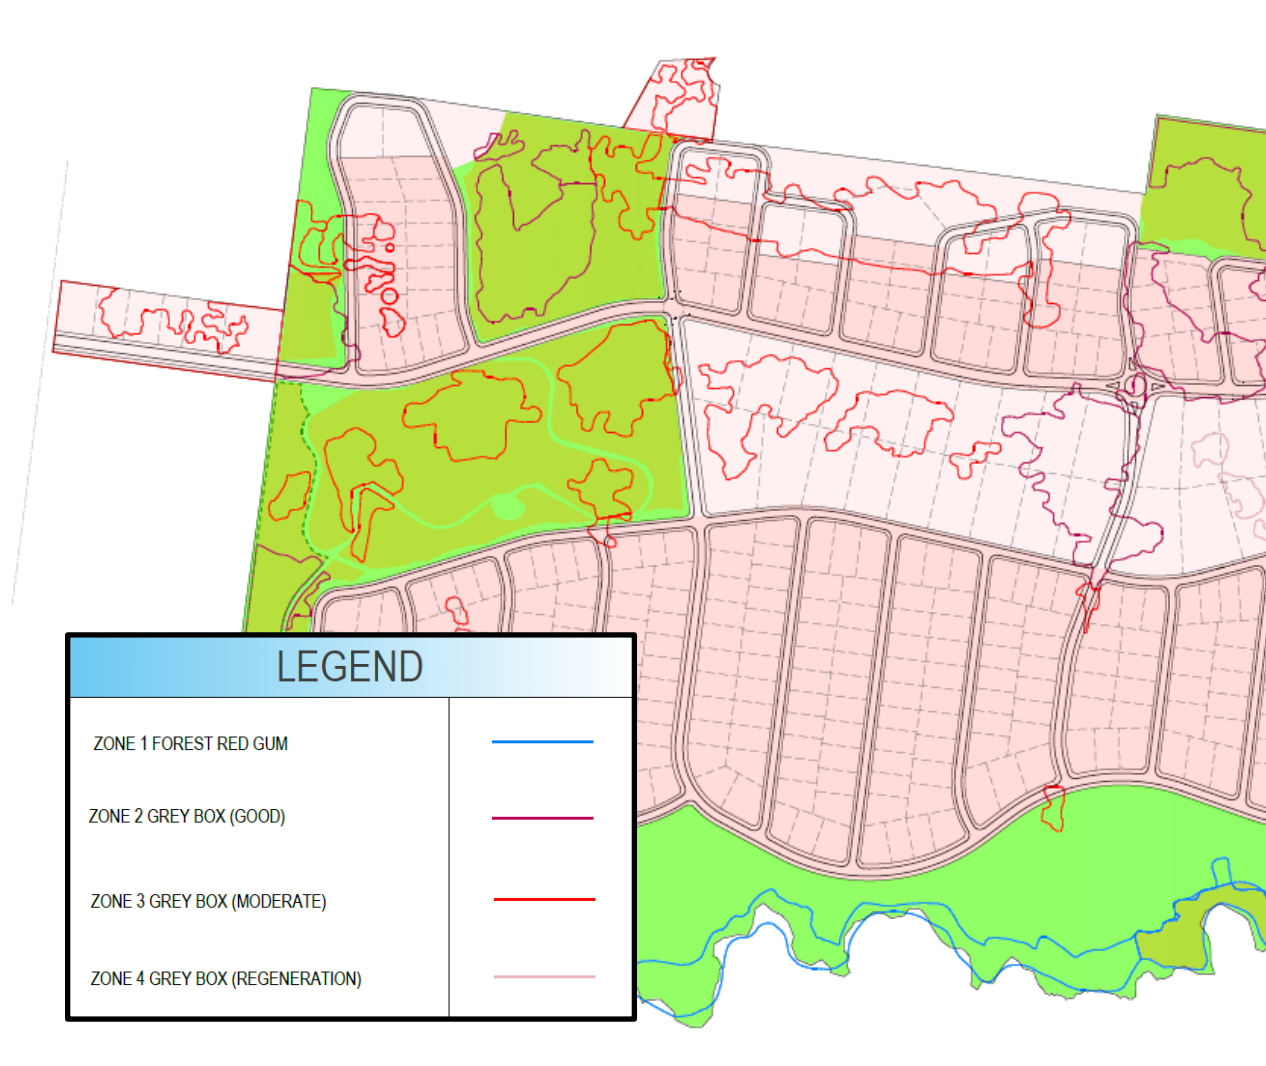 LEGEND
ZONE 1 FOREST RED GUM
ZONE 2 GREY BOX (GOOD)
ZONE 3 GREY BOX (MODERATE)
ZONE 4 GREY BOX (REGENERATION)